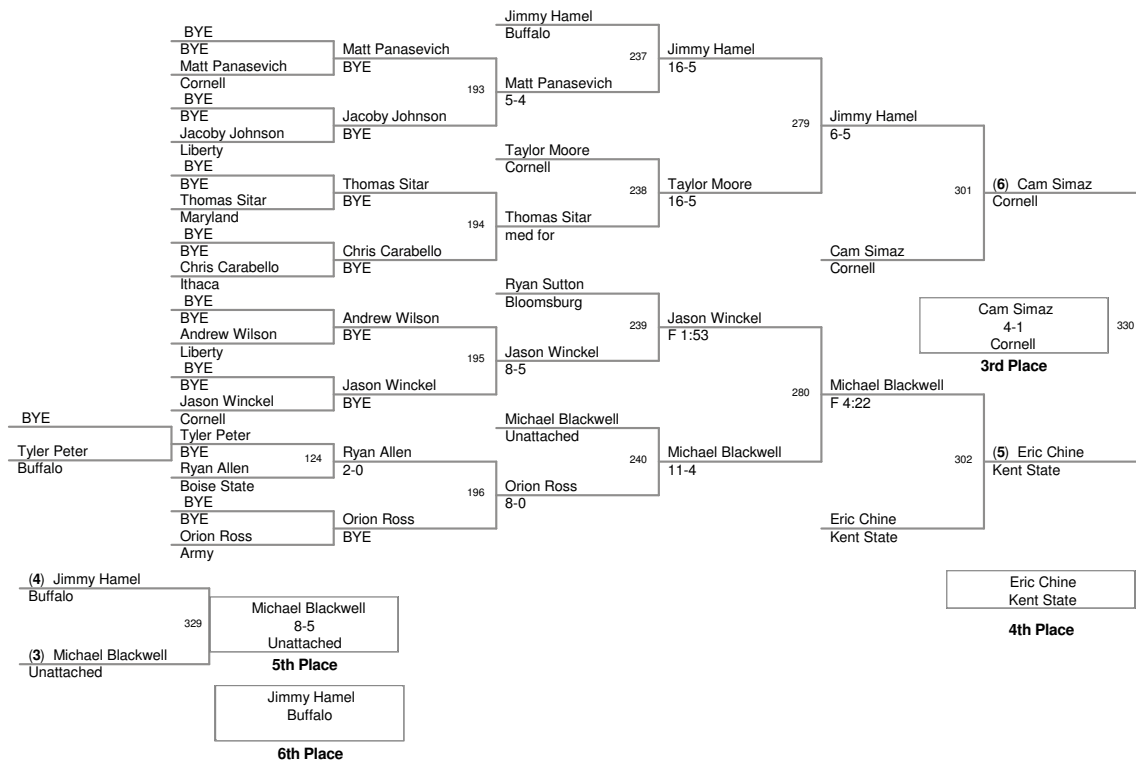 BYE
BYE
Matt Panasevich
Cornell
BYE
BYE
Jacoby Johnson
Liberty
BYE
BYE
Thomas Sitar
Maryland
BYE
BYE
Chris Carabello
Ithaca
BYE
BYE
Andrew Wilson
Liberty
BYE
BYE
Jason Winckel
Cornell
BYE
Tyler Peter
Buffalo
Tyler Peter
BYE
124
Ryan Allen
Boise State
BYE
BYE
Orion Ross
Army
Matt Panasevich
BYE
193
Jacoby Johnson
BYE
Thomas Sitar
BYE
194
Chris Carabello
BYE
Andrew Wilson
BYE
195
Jason Winckel
BYE
Ryan Allen
2-0
196
Orion Ross
BYE
Jimmy Hamel
Buffalo
237
Matt Panasevich
5-4
Taylor Moore
Cornell
238
Thomas Sitar
med for
Ryan Sutton
Bloomsburg
239
Jason Winckel
8-5
Michael Blackwell
Unattached
240
Orion Ross
8-0
Jimmy Hamel
16-5
279
Taylor Moore
16-5
Jason Winckel
F 1:53
280
Michael Blackwell
11-4
Jimmy Hamel
6-5
301
Cam Simaz
Cornell
Michael Blackwell
F 4:22
302
Eric Chine
Kent State
(6) Cam Simaz
Cornell
Cam Simaz
4-1
Cornell
330
3rd Place
(5) Eric Chine
Kent State
Eric Chine
Kent State
4th Place
(4) Jimmy Hamel
Buffalo
329
(3) Michael Blackwell
Unattached
Michael Blackwell
8-5
Unattached
5th Place
Jimmy Hamel
Buffalo
6th Place